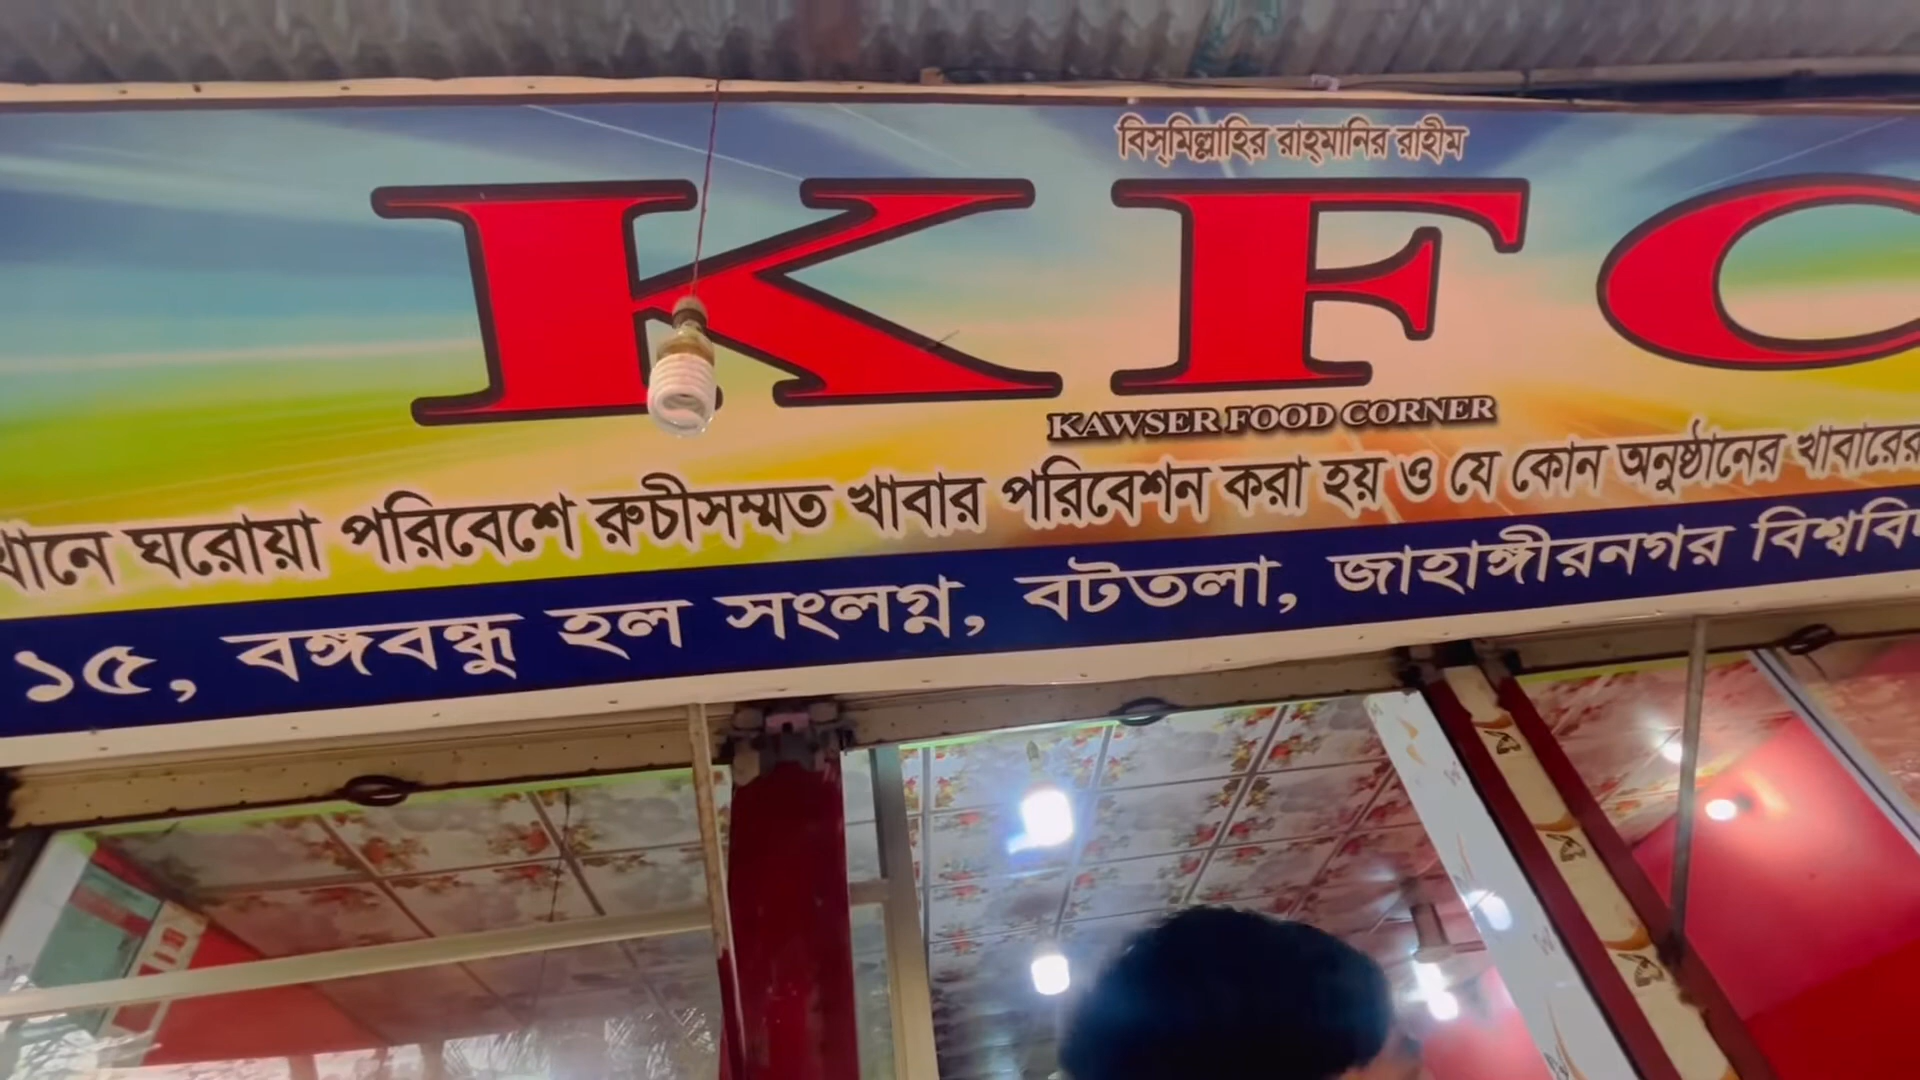 বিস্‌মিল্লাহির রাহ্‌মানির রাহীম
KFC
KAWSER FOOD CORNER
ঘরোয়া পরিবেশে রুচীসম্মত খাবার পরিবেশন করা হয় ও যে কোন অনুষ্ঠানের খাবারের
১৫, বঙ্গবন্ধু হল সংলগ্ন, বটতলা, জাহাঙ্গীরনগর